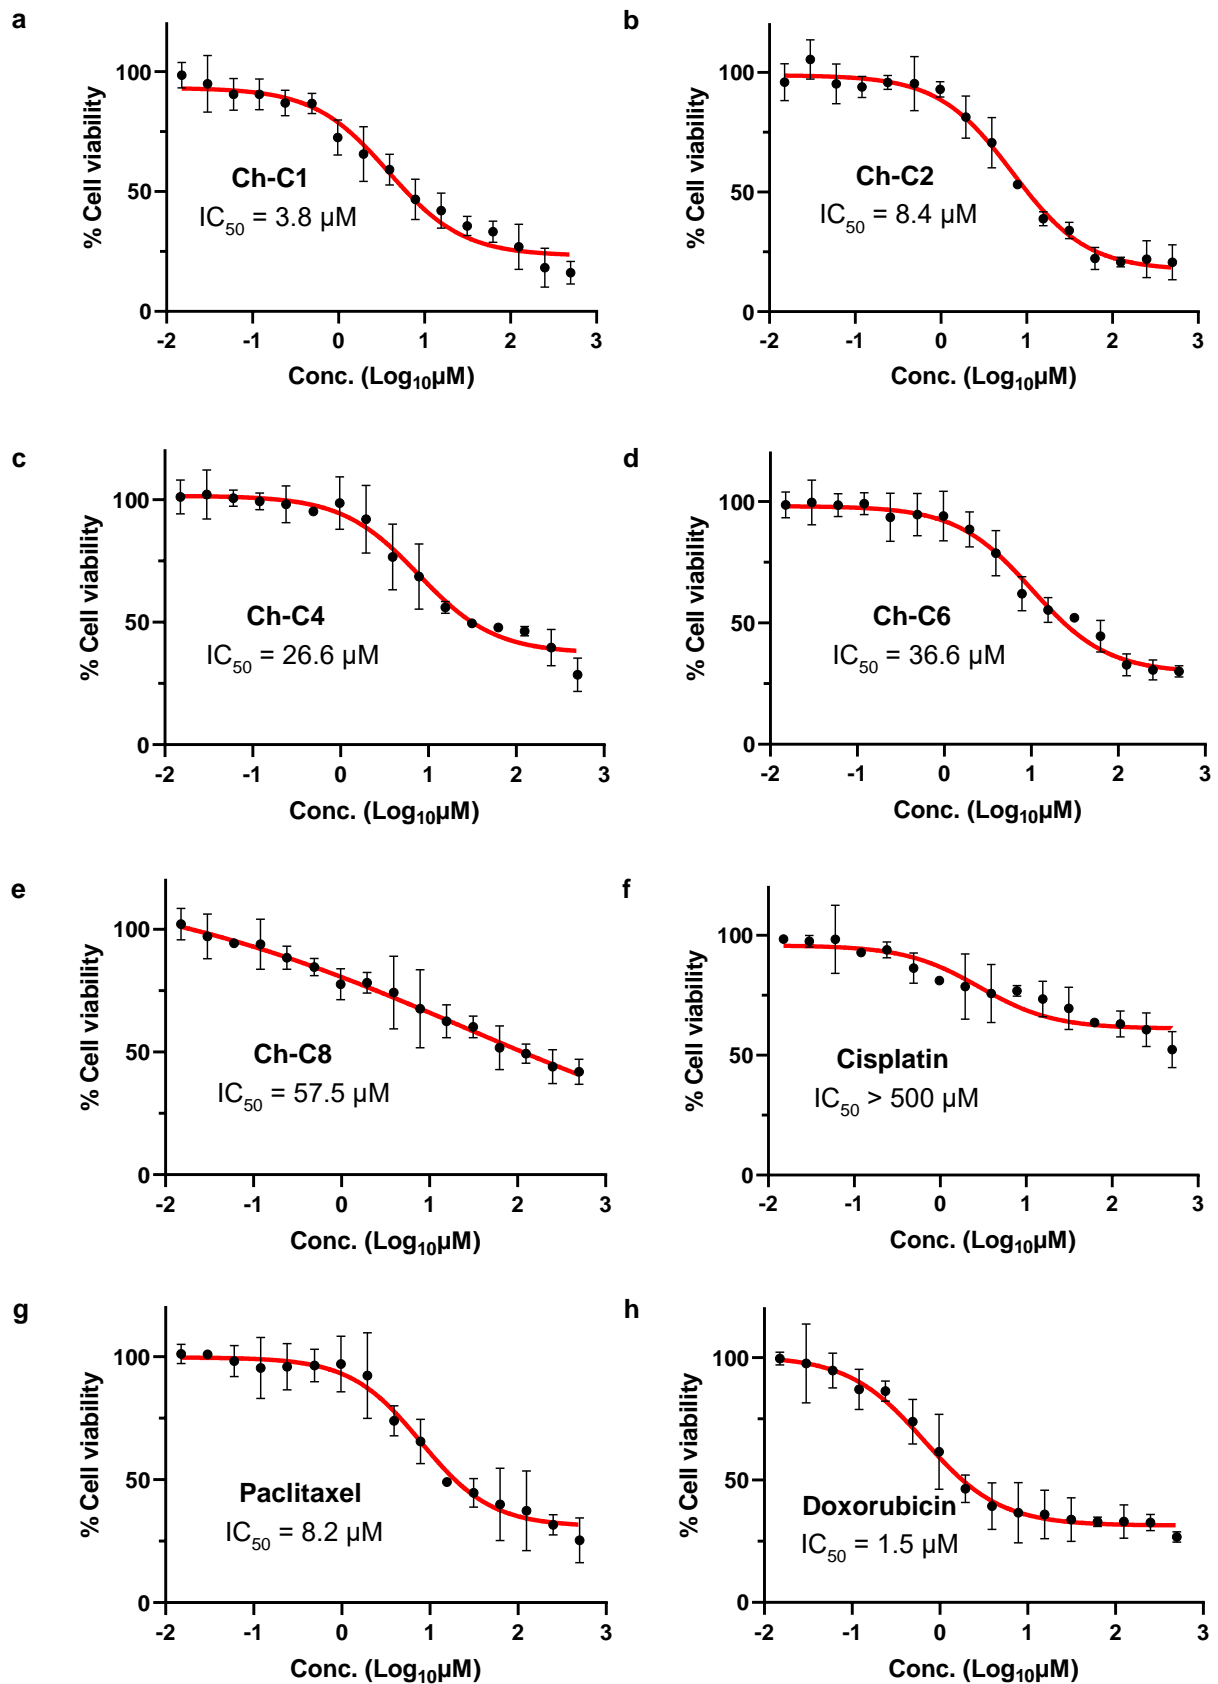 a
% Cell viability
100
50
0
Ch-C1
IC50 = 3.8 µM
-2 -1 0 1 2 3
Conc. (Log10µM)
b
% Cell viability
100
50
0
Ch-C2
IC50 = 8.4 µM
-2 -1 0 1 2 3
Conc. (Log10µM)
c
% Cell viability
100
50
0
Ch-C4
IC50 = 26.6 µM
-2 -1 0 1 2 3
Conc. (Log10µM)
d
% Cell viability
100
50
0
Ch-C6
IC50 = 36.6 µM
-2 -1 0 1 2 3
Conc. (Log10µM)
e
% Cell viability
100
50
0
Ch-C8
IC50 = 57.5 µM
-2 -1 0 1 2 3
Conc. (Log10µM)
f
% Cell viability
100
50
0
Cisplatin
IC50 > 500 µM
-2 -1 0 1 2 3
Conc. (Log10µM)
g
% Cell viability
100
50
0
Paclitaxel
IC50 = 8.2 µM
-2 -1 0 1 2 3
Conc. (Log10µM)
h
% Cell viability
100
50
0
Doxorubicin
IC50 = 1.5 µM
-2 -1 0 1 2 3
Conc. (Log10µM)